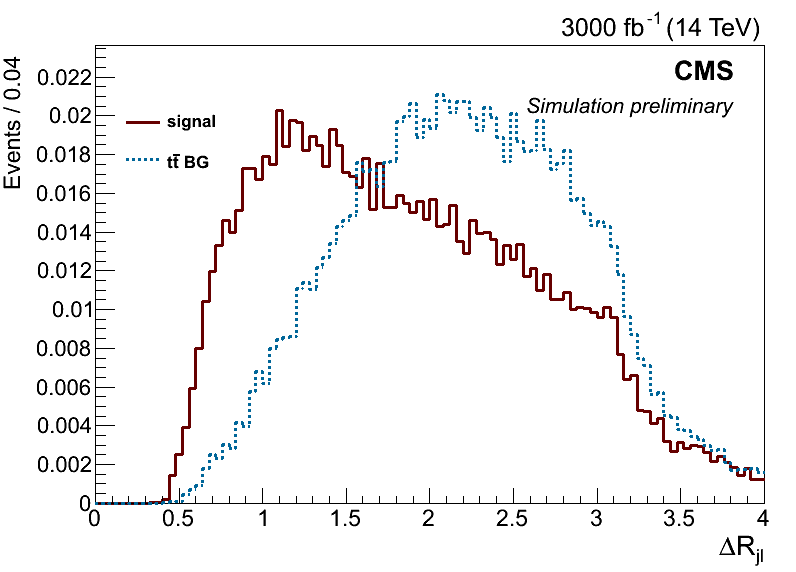 3000 fb-1 (14 TeV)
Events / 0.04
CMS
Simulation preliminary
signal
tt̄ BG
0.022
0.02
0.018
0.016
0.014
0.012
0.01
0.008
0.006
0.004
0.002
0
0 0.5 1 1.5 2 2.5 3 3.5 4
ΔRjl